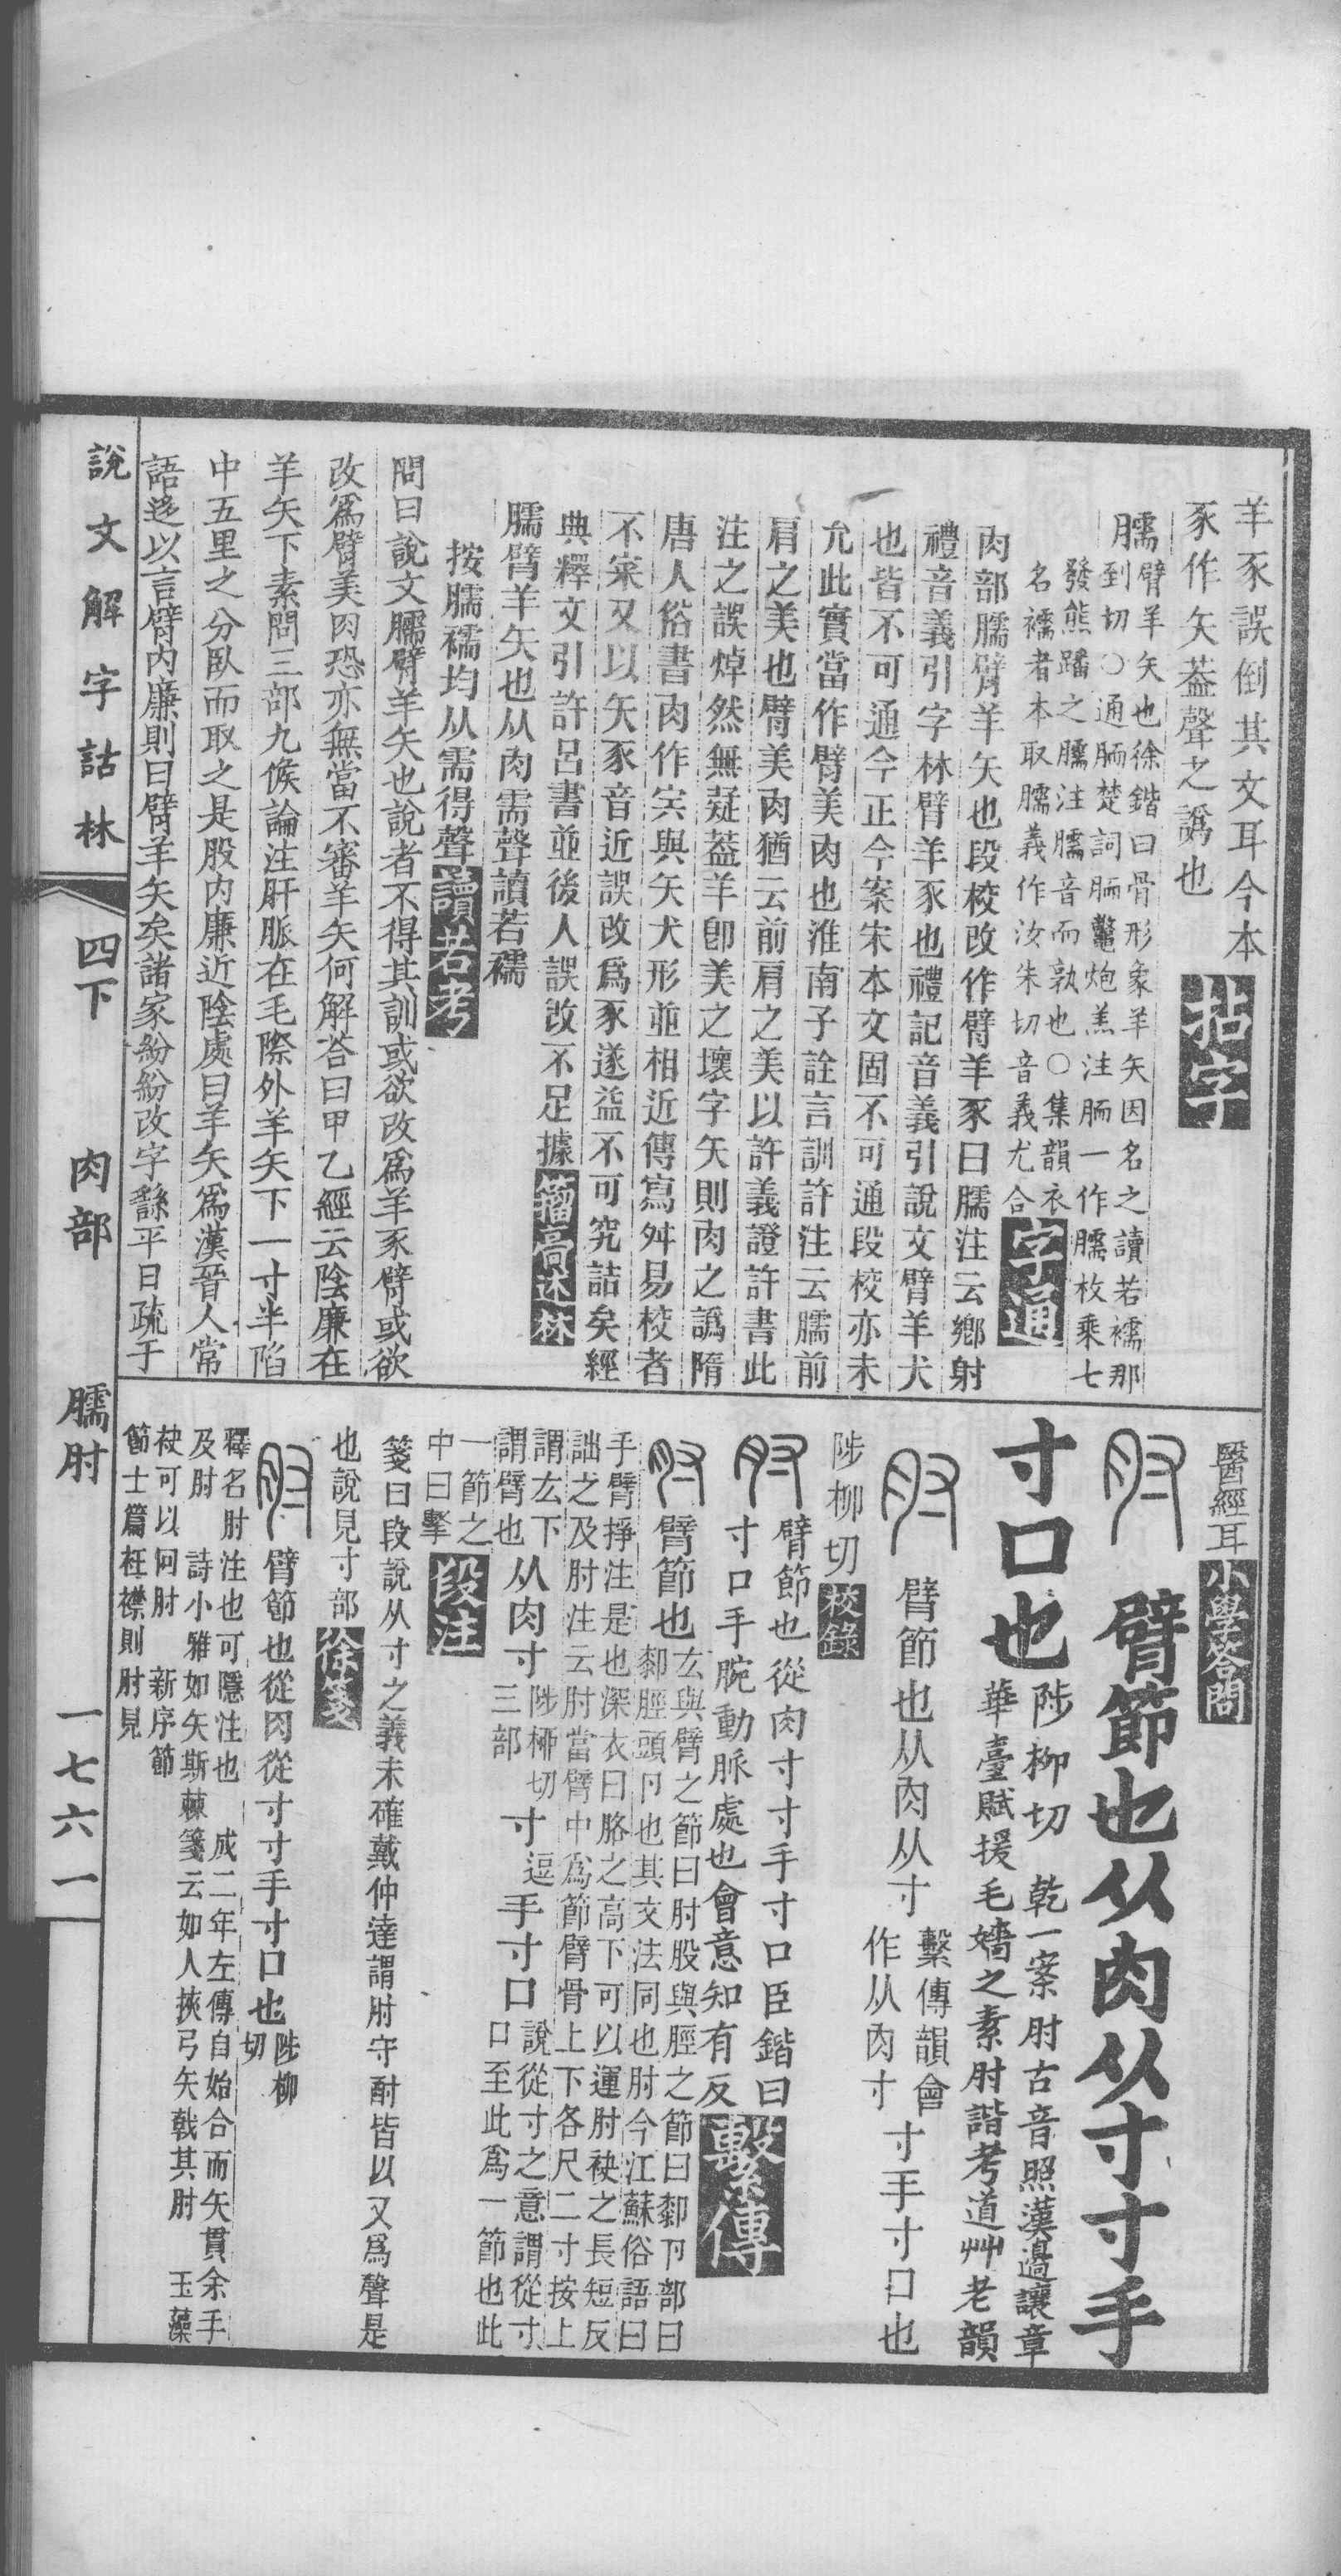 羊豕誤倒其文耳今本
豕作矢葢聲之譌也拈字
臑臂羊矢也徐鍇曰骨形象羊矢因名之讀若襦那
到切○通胹楚詞胹鼈炮羔注胹一作臑枚乘七
發熊蹯之臑注臑音而孰也○集韻衣
名襦者本取臑義作汝朱切音義尤合字通
肉部臑臂羊矢也段校改作臂羊豕曰臑注云鄉射
禮音義引字林臂羊豕也禮記音義引說文臂羊犬
也皆不可通今正今案宋本文固不可通段校亦未
允此實當作臂美肉也淮南子詮言訓許注云臑前
肩之美也臂美肉猶云前肩之美以許義證許書此
注之誤焯然無疑葢羊卽美之壞字矢則肉之譌隋
唐人俗書肉作宍與矢犬形並相近傳寫舛易校者
不寀又以矢豕音近誤改爲豕遂益不可究詰矣經
典釋文引許呂書並後人誤改不足據籀𩫏述林
臑臂羊矢也从肉需聲讀若襦
按臑襦均从需得聲讀若考
問曰說文臑臂羊矢也說者不得其訓或欲改爲羊豕臂或欲
改爲臂美肉恐亦無當不審羊矢何解荅曰甲乙經云陰廉在
羊矢下素問三部九候論注肝脈在毛際外羊矢下一寸半陷
中五里之分臥而取之是股内廉近陰處曰羊矢爲漢晉人常
語迻以言臂内廉則曰臂羊矢矣諸家紛紛改字繇平日疏于
醫經耳小學答問
肘 臂節也从肉从寸寸手
寸口也陟柳切 乾一案肘古音照漢邊讓章
華臺賦援毛嬙之素肘諧考道艸老韻
肘 臂節也从肉从寸繫傳韻會
作从肉寸寸手寸口也
陟柳切校錄
肘 臂節也從肉寸寸手寸口臣鍇曰
寸口手腕動脈處也會意知有反繫傳
肘 臂節也厷與臂之節曰肘股與脛之節曰厀卪部曰
厀脛頭卪也其文法同也肘今江蘇俗語曰
手臂掙注是也深衣曰胳之高下可以運肘袂之長短反
詘之及肘注云肘當臂中爲節臂骨上下各尺二寸按上
謂厷下
謂臂也从肉寸陟桺切
三部寸逗手寸口說從寸之意謂從寸
口至此爲一節也此
一節之
中曰掔段注
箋曰段說从寸之義未確戴仲達謂肘守酎皆以又爲聲是
也說見寸部徐箋
肘 臂節也從肉從寸寸手寸口也陟柳
切
釋名肘注也可隱注也 成二年左傳自始合而矢貫余手
及肘 詩小雅如矢斯棘箋云如人挾弓矢戟其肘 玉藻
袂可以回肘 新序節
節士篇衽襟則肘見
說文解字詁林
四下
肉部
臑肘
一七六一